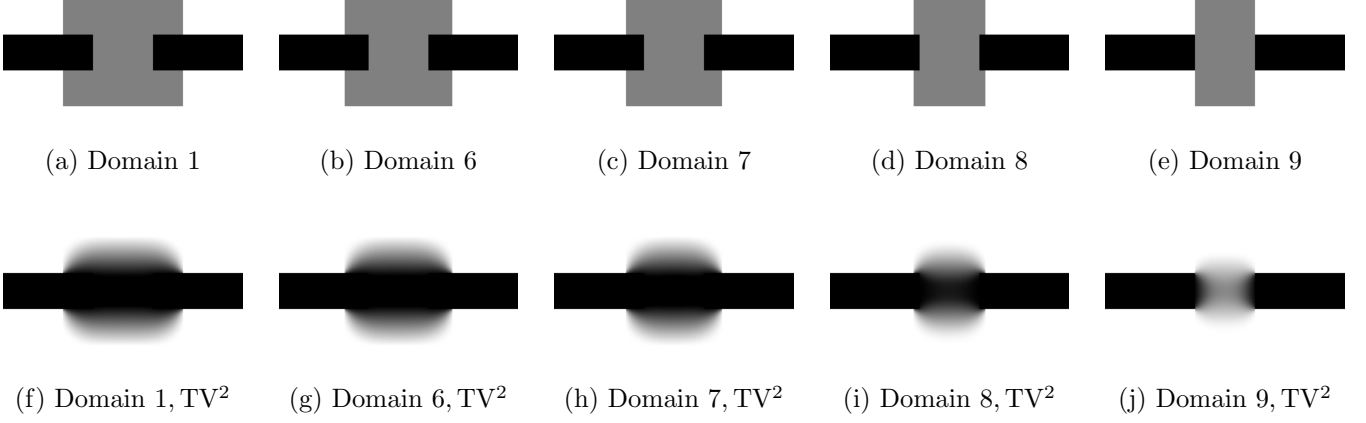 (a) Domain 1 (b) Domain 6 (c) Domain 7 (d) Domain 8 (e) Domain 9
(f) Domain 1, TV² (g) Domain 6, TV² (h) Domain 7, TV² (i) Domain 8, TV² (j) Domain 9, TV²